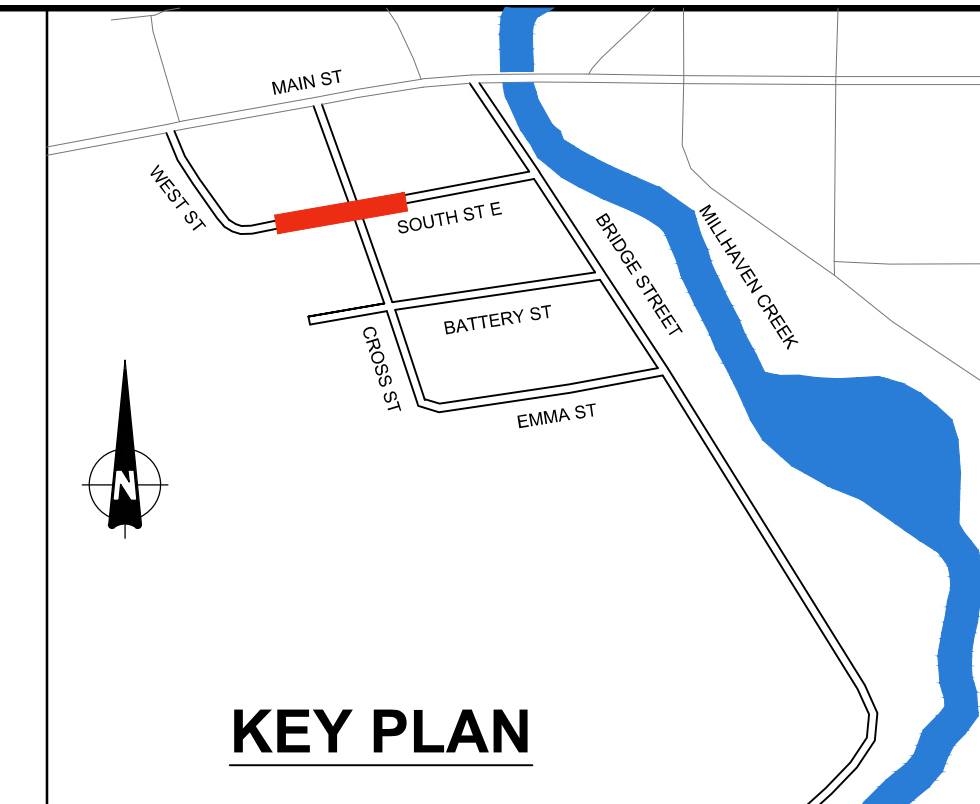 MAIN ST
WEST ST
SOUTH ST E
MILLHAVEN CREEK
BRIDGE STREET
BATTERY ST
CROSS ST
EMMA ST
N
KEY PLAN